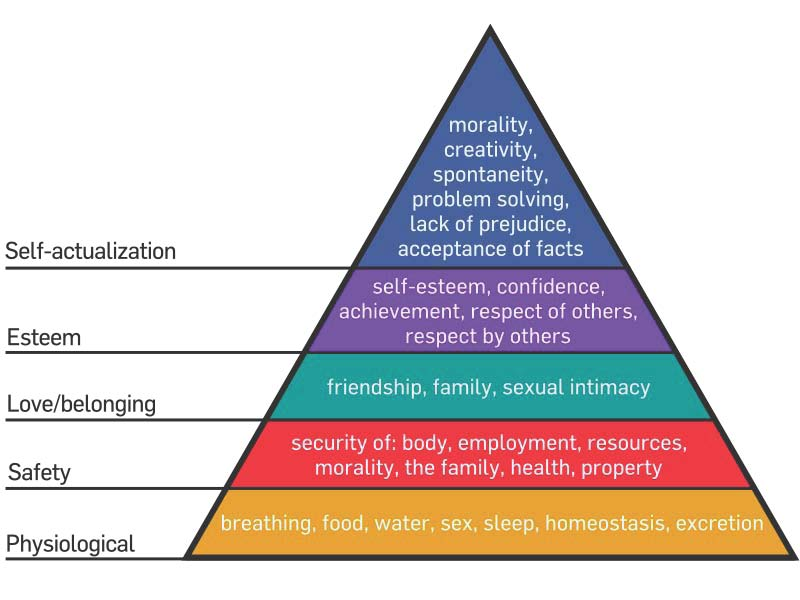 morality,
creativity,
spontaneity,
problem solving,
lack of prejudice,
acceptance of facts
Self-actualization
self-esteem, confidence,
achievement, respect of others,
respect by others
Esteem
friendship, family, sexual intimacy
Love/belonging
security of: body, employment, resources,
morality, the family, health, property
Safety
breathing, food, water, sex, sleep, homeostasis, excretion
Physiological